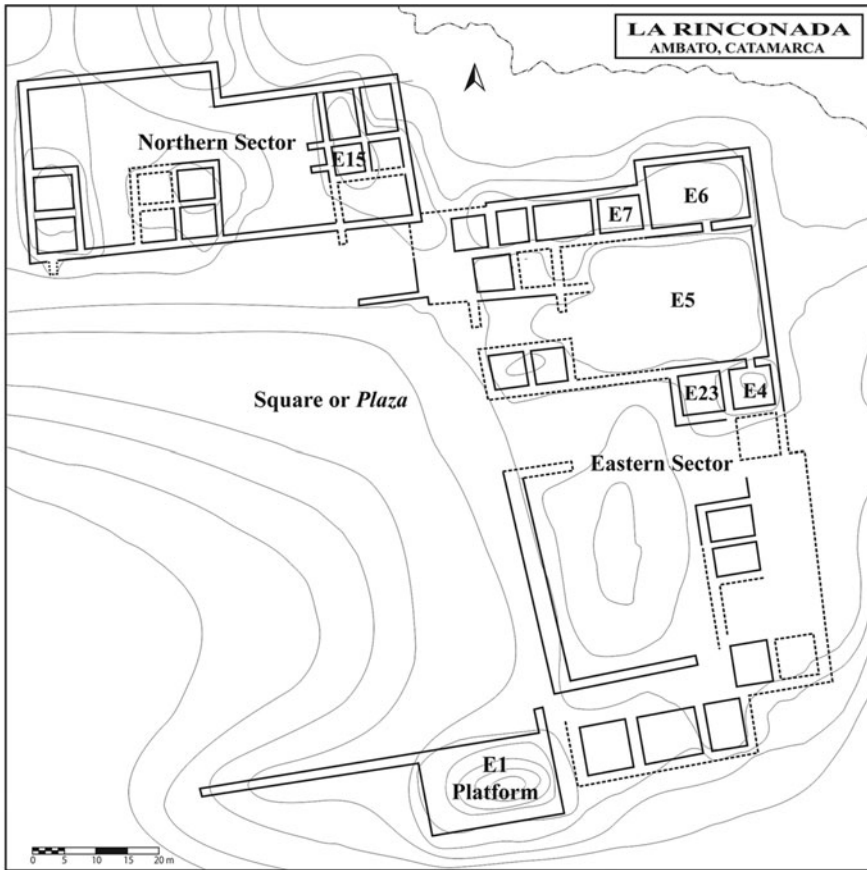 LA RINCONADA
AMBATO, CATAMARCA
Northern Sector
E15
E7
E6
E5
Square or Plaza
E23
E4
Eastern Sector
E1
Platform
0 5 10 15 20 m